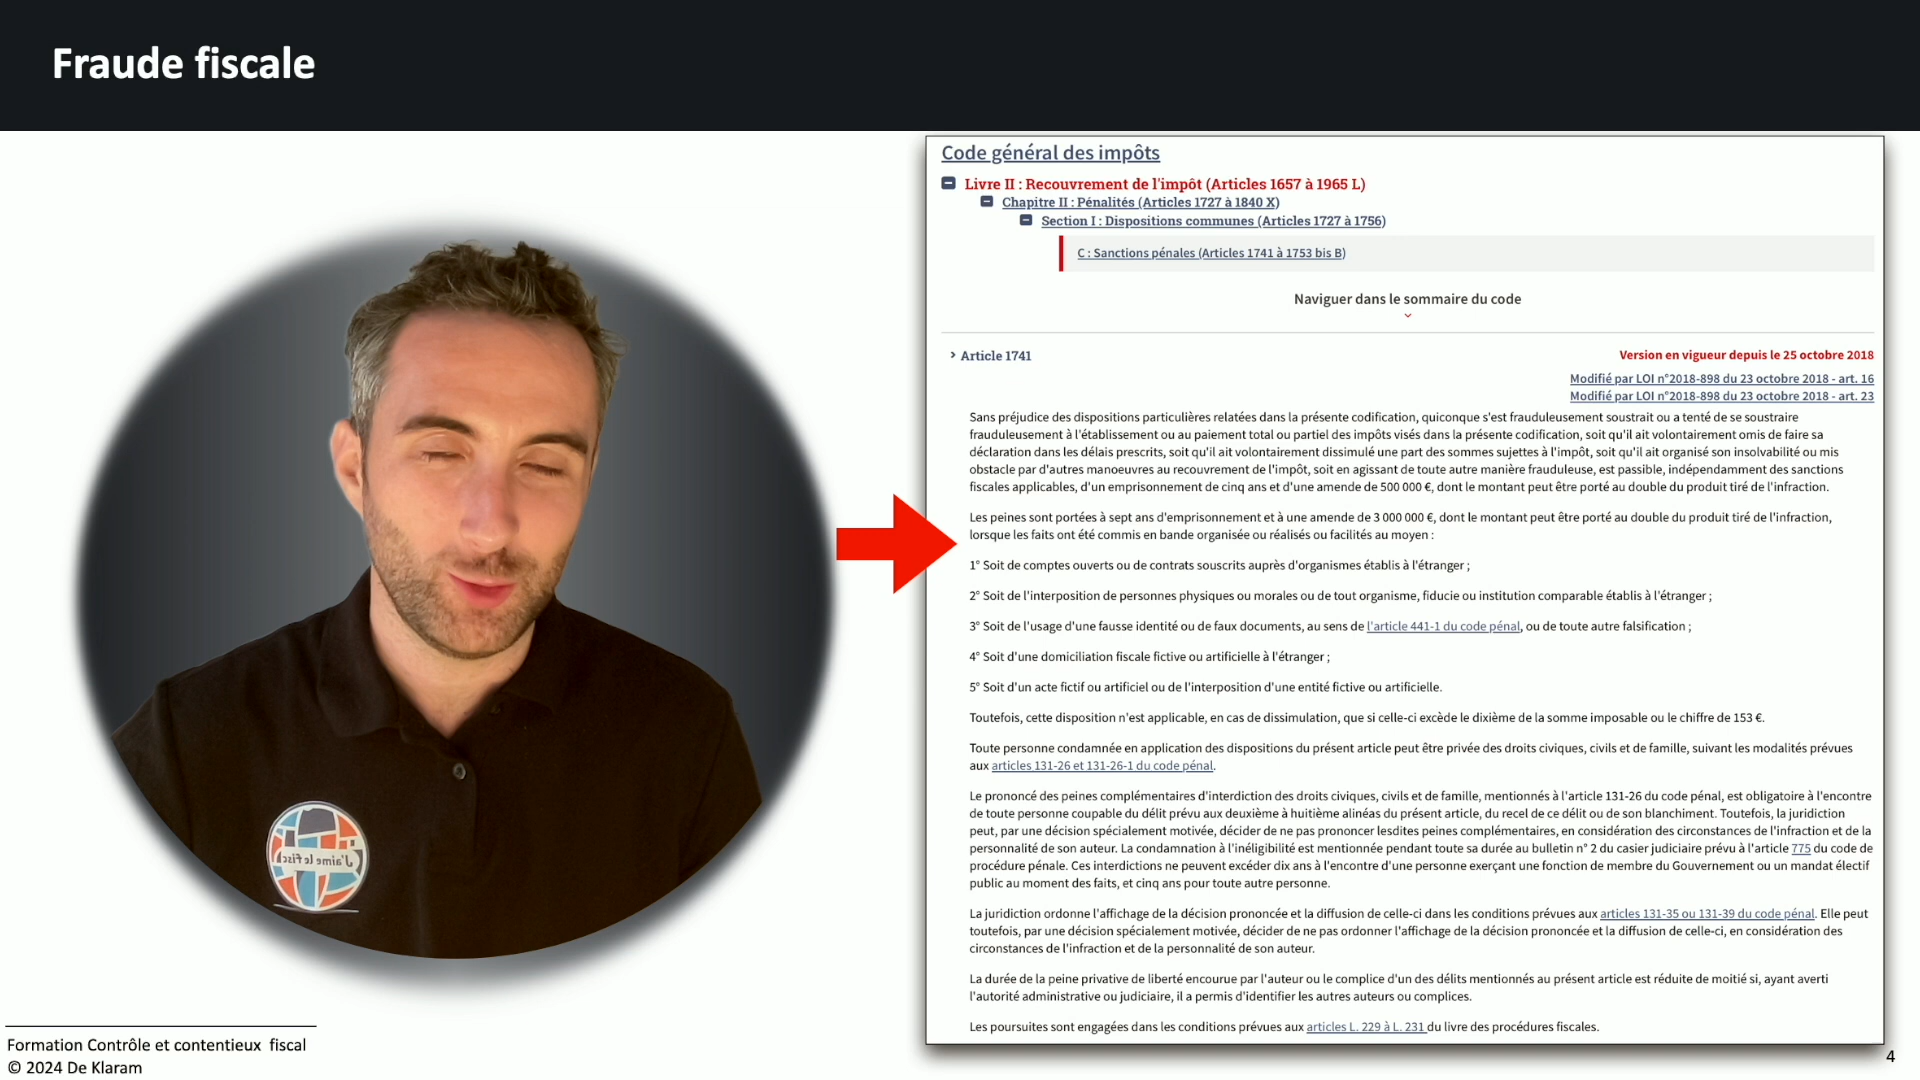 Fraude fiscale
J'aime le fisc
Formation Contrôle et contentieux  fiscal
© 2024 De Klaram
Code général des impôts
Livre II : Recouvrement de l'impôt (Articles 1657 à 1965 L)
Chapitre II : Pénalités (Articles 1727 à 1840 X)
Section I : Dispositions communes (Articles 1727 à 1756)
C : Sanctions pénales (Articles 1741 à 1753 bis B)
Naviguer dans le sommaire du code
Article 1741
Version en vigueur depuis le 25 octobre 2018
Modifié par LOI n°2018-898 du 23 octobre 2018 - art. 16
Modifié par LOI n°2018-898 du 23 octobre 2018 - art. 23
Sans préjudice des dispositions particulières relatées dans la présente codification, quiconque s'est frauduleusement soustrait ou a tenté de se soustraire
frauduleusement à l'établissement ou au paiement total ou partiel des impôts visés dans la présente codification, soit qu'il ait volontairement omis de faire sa
déclaration dans les délais prescrits, soit qu'il ait volontairement dissimulé une part des sommes sujettes à l'impôt, soit qu'il ait organisé son insolvabilité ou mis
obstacle par d'autres manoeuvres au recouvrement de l'impôt, soit en agissant de toute autre manière frauduleuse, est passible, indépendamment des sanctions
fiscales applicables, d'un emprisonnement de cinq ans et d'une amende de 500 000 €, dont le montant peut être porté au double du produit tiré de l'infraction.
Les peines sont portées à sept ans d'emprisonnement et à une amende de 3 000 000 €, dont le montant peut être porté au double du produit tiré de l'infraction,
lorsque les faits ont été commis en bande organisée ou réalisés ou facilités au moyen :
1° Soit de comptes ouverts ou de contrats souscrits auprès d'organismes établis à l'étranger ;
2° Soit de l'interposition de personnes physiques ou morales ou de tout organisme, fiducie ou institution comparable établis à l'étranger ;
3° Soit de l'usage d'une fausse identité ou de faux documents, au sens de l'article 441-1 du code pénal, ou de toute autre falsification ;
4° Soit d'une domiciliation fiscale fictive ou artificielle à l'étranger ;
5° Soit d'un acte fictif ou artificiel ou de l'interposition d'une entité fictive ou artificielle.
Toutefois, cette disposition n'est applicable, en cas de dissimulation, que si celle-ci excède le dixième de la somme imposable ou le chiffre de 153 €.
Toute personne condamnée en application des dispositions du présent article peut être privée des droits civiques, civils et de famille, suivant les modalités prévues
aux articles 131-26 et 131-26-1 du code pénal.
Le prononcé des peines complémentaires d'interdiction des droits civiques, civils et de famille, mentionnés à l'article 131-26 du code pénal, est obligatoire à l'encontre
de toute personne coupable du délit prévu aux deuxième à huitième alinéas du présent article, du recel de ce délit ou de son blanchiment. Toutefois, la juridiction
peut, par une décision spécialement motivée, décider de ne pas prononcer lesdites peines complémentaires, en considération des circonstances de l'infraction et de la
personnalité de son auteur. La condamnation à l'inéligibilité est mentionnée pendant toute sa durée au bulletin n° 2 du casier judiciaire prévu à l'article 775 du code de
procédure pénale. Ces interdictions ne peuvent excéder dix ans à l'encontre d'une personne exerçant une fonction de membre du Gouvernement ou un mandat électif
public au moment des faits, et cinq ans pour toute autre personne.
La juridiction ordonne l'affichage de la décision prononcée et la diffusion de celle-ci dans les conditions prévues aux articles 131-35 ou 131-39 du code pénal. Elle peut
toutefois, par une décision spécialement motivée, décider de ne pas ordonner l'affichage de la décision prononcée et la diffusion de celle-ci, en considération des
circonstances de l'infraction et de la personnalité de son auteur.
La durée de la peine privative de liberté encourue par l'auteur ou le complice d'un des délits mentionnés au présent article est réduite de moitié si, ayant averti
l'autorité administrative ou judiciaire, il a permis d'identifier les autres auteurs ou complices.
Les poursuites sont engagées dans les conditions prévues aux articles L. 229 à L. 231 du livre des procédures fiscales.
4